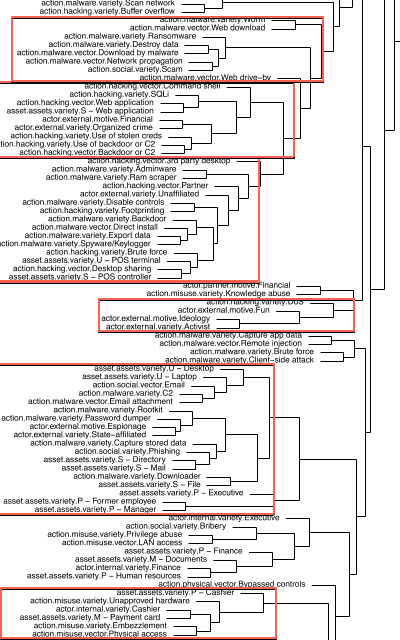 action.malware.variety.Scan network
action.hacking.variety.Buffer overflow
action.malware.variety.Worm
action.malware.vector.Web download
action.malware.variety.Ransomware
action.malware.variety.Destroy data
action.malware.vector.Download by malware
action.malware.vector.Network propagation
action.social.variety.Scam
action.malware.vector.Web drive−by
action.hacking.vector.Command shell
action.hacking.variety.SQLi
action.hacking.vector.Web application
asset.assets.variety.S − Web application
actor.external.motive.Financial
actor.external.variety.Organized crime
action.hacking.variety.Use of stolen creds
tion.hacking.variety.Use of backdoor or C2
action.hacking.vector.Backdoor or C2
action.hacking.vector.3rd party desktop
action.malware.variety.Adminware
action.malware.variety.Ram scraper
action.hacking.vector.Partner
actor.external.variety.Unaffiliated
action.malware.variety.Disable controls
action.hacking.variety.Footprinting
action.malware.variety.Backdoor
action.malware.vector.Direct install
action.malware.variety.Export data
action.malware.variety.Spyware/Keylogger
action.hacking.variety.Brute force
asset.assets.variety.U − POS terminal
action.hacking.vector.Desktop sharing
asset.assets.variety.S − POS controller
actor.partner.motive.Financial
action.misuse.variety.Knowledge abuse
action.hacking.variety.DoS
actor.external.motive.Fun
actor.external.motive.Ideology
actor.external.variety.Activist
action.malware.variety.Capture app data
action.malware.vector.Remote injection
action.malware.variety.Brute force
action.malware.variety.Client−side attack
asset.assets.variety.U − Desktop
asset.assets.variety.U − Laptop
action.social.vector.Email
action.malware.variety.C2
action.malware.vector.Email attachment
action.malware.variety.Rootkit
action.malware.variety.Password dumper
actor.external.motive.Espionage
actor.external.variety.State−affiliated
action.malware.variety.Capture stored data
action.social.variety.Phishing
asset.assets.variety.S − Directory
asset.assets.variety.S − Mail
action.malware.variety.Downloader
asset.assets.variety.S − File
asset.assets.variety.P − Executive
asset.assets.variety.P − Former employee
asset.assets.variety.P − Manager
actor.internal.variety.Executive
action.social.variety.Bribery
action.misuse.variety.Privilege abuse
action.misuse.vector.LAN access
asset.assets.variety.P − Finance
asset.assets.variety.M − Documents
actor.internal.variety.Finance
asset.assets.variety.P − Human resources
action.physical.vector.Bypassed controls
asset.assets.variety.P − Cashier
action.misuse.variety.Unapproved hardware
actor.internal.variety.Cashier
asset.assets.variety.M − Payment card
action.misuse.variety.Embezzlement
action.misuse.vector.Physical access